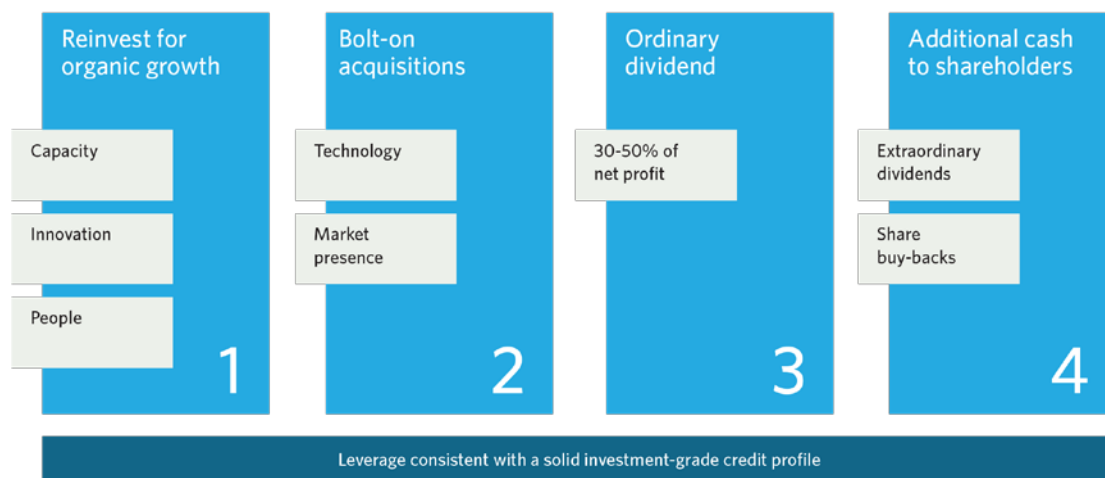 Reinvest for
organic growth
Capacity
Innovation
People
1
Bolt-on
acquisitions
Technology
Market
presence
2
Ordinary
dividend
30-50% of
net profit
3
Additional cash
to shareholders
Extraordinary
dividends
Share
buy-backs
4
Leverage consistent with a solid investment-grade credit profile